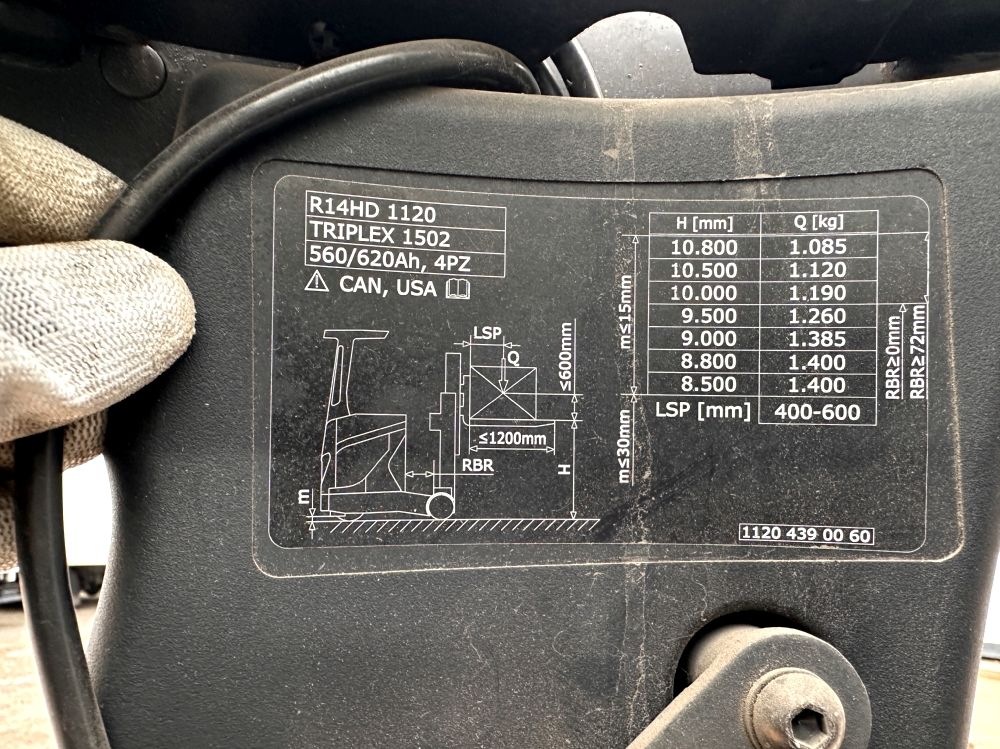 R14HD 1120
TRIPLEX 1502
560/620Ah, 4PZ
CAN, USA
LSP
Q
≤600mm
≤1200mm
RBR
H
m
m≤15mm
m≤30mm
H [mm] Q [kg]
10.800 1.085
10.500 1.120
10.000 1.190
9.500 1.260
9.000 1.385
8.800 1.400
8.500 1.400
LSP [mm] 400-600
RBR≥0mm
RBR≥72mm
1120 439 00 60